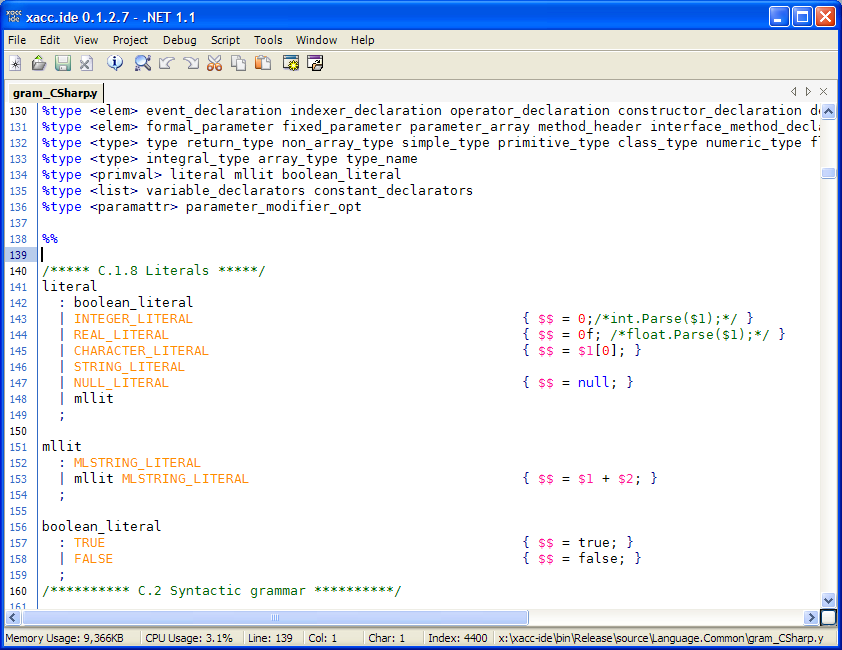 xacc.ide 0.1.2.7 - .NET 1.1
File Edit View Project Debug Script Tools Window Help
gram_CSharp.y
130 %type <elem> event_declaration indexer_declaration operator_declaration constructor_declaration
131 %type <elem> formal_parameter fixed_parameter parameter_array method_header
132 %type <type> type return_type non_array_type simple_type primitive_type class_type numeric_type
133 %type <type> integral_type array_type type_name
134 %type <primval> literal mllit boolean_literal
135 %type <list> variable_declarators constant_declarators
136 %type <paramattr> parameter_modifier_opt
137
138 %%
139
140 /***** C.1.8 Literals *****/
141 literal
142 : boolean_literal
143 | INTEGER_LITERAL { $$ = 0;/*int.Parse($1);*/ }
144 | REAL_LITERAL { $$ = 0f; /*float.Parse($1);*/ }
145 | CHARACTER_LITERAL { $$ = $1[0]; }
146 | STRING_LITERAL
147 | NULL_LITERAL { $$ = null; }
148 | mllit
149 ;
150
151 mllit
152 : MLSTRING_LITERAL
153 | mllit MLSTRING_LITERAL { $$ = $1 + $2; }
154 ;
155
156 boolean_literal
157 : TRUE { $$ = true; }
158 | FALSE { $$ = false; }
159 ;
160 /********** C.2 Syntactic grammar **********/
161
Memory Usage: 9,366KB CPU Usage: 3.1% Line: 139 Col: 1 Char: 1 Index: 4400 x:\xacc-ide\bin\Release\source\Language.Common\gram_CSharp.y